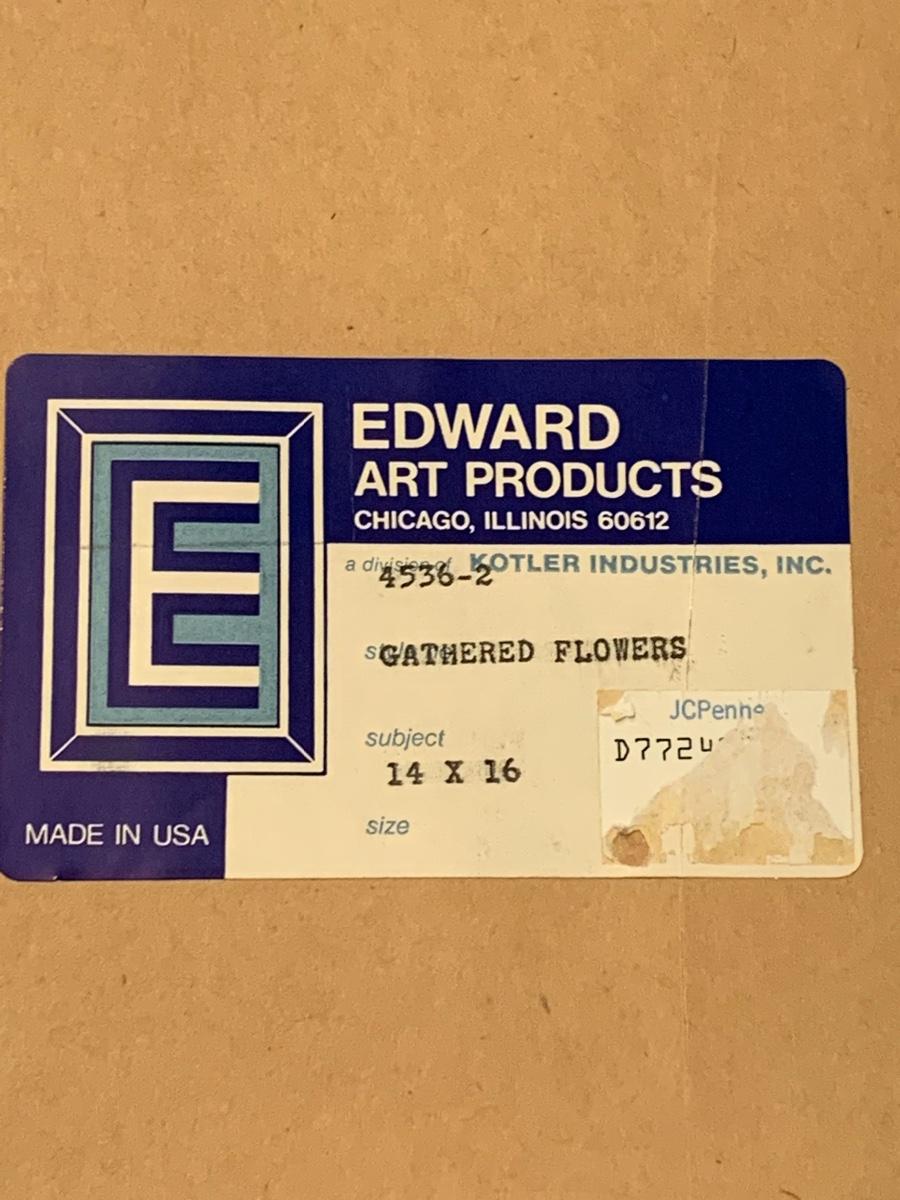 E
EDWARD
ART PRODUCTS
CHICAGO, ILLINOIS 60612
a division of KOTLER INDUSTRIES, INC.
4536-2
GATHERED FLOWERS
subject
14 X 16
size
JCPenne
D7724
MADE IN USA